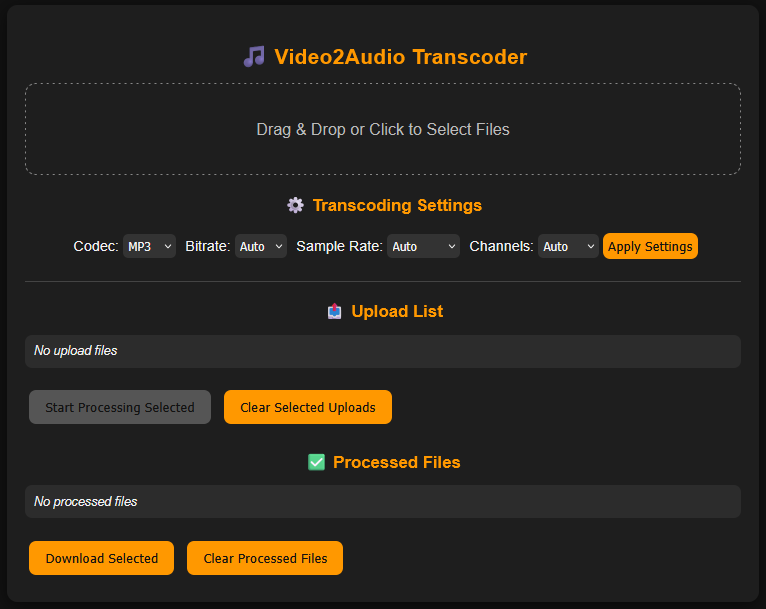 🎵 Video2Audio Transcoder
Drag & Drop or Click to Select Files
⚙️ Transcoding Settings
Codec: MP3 Bitrate: Auto Sample Rate: Auto Channels: Auto Apply Settings
📤 Upload List
No upload files
Start Processing Selected Clear Selected Uploads
✅ Processed Files
No processed files
Download Selected Clear Processed Files